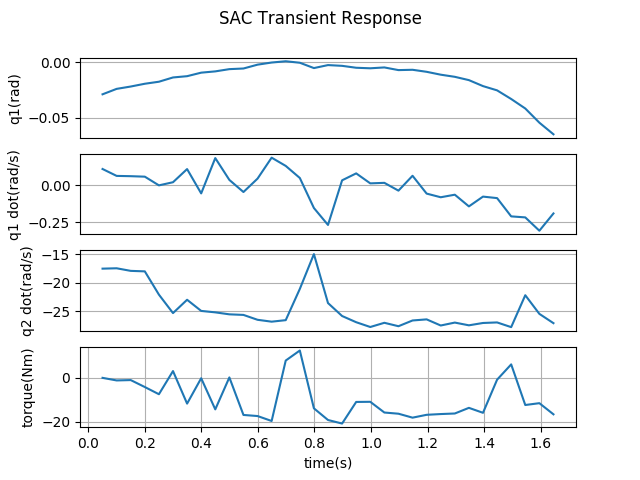 SAC Transient Response
0.00
−0.05
q1(rad)
0.00
−0.25
q1 dot(rad/s)
−15
−20
−25
q2 dot(rad/s)
0
−20
torque(Nm)
0.0 0.2 0.4 0.6 0.8 1.0 1.2 1.4 1.6
time(s)